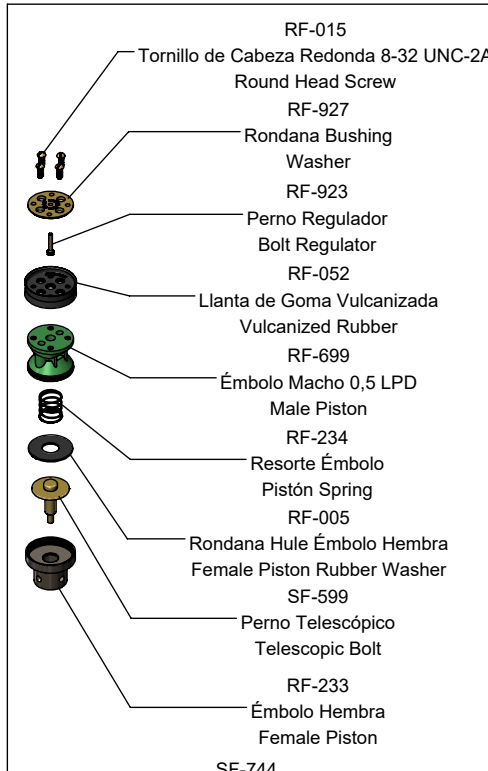 RF-015
Tornillo de Cabeza Redonda 8-32 UNC-2A
Round Head Screw
RF-927
Rondana Bushing
Washer
RF-923
Perno Regulador
Bolt Regulator
RF-052
Llanta de Goma Vulcanizada
Vulcanized Rubber
RF-699
Émbolo Macho 0,5 LPD
Male Piston
RF-234
Resorte Émbolo
Pistón Spring
RF-005
Rondana Hule Émbolo Hembra
Female Piston Rubber Washer
SF-599
Perno Telescópico
Telescopic Bolt
RF-233
Émbolo Hembra
Female Piston
SF-744